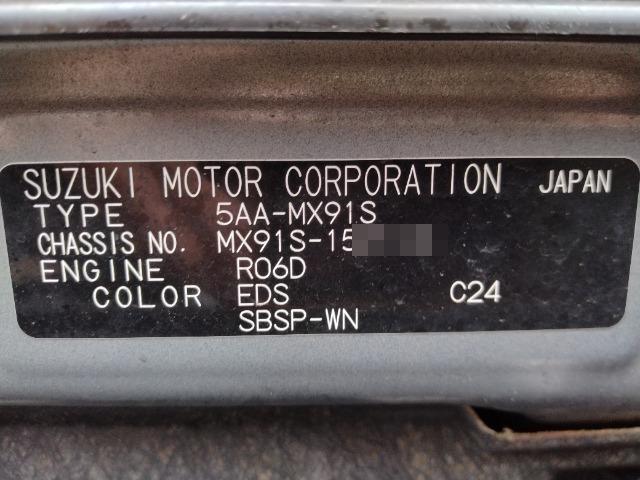 SUZUKI MOTOR CORPORATION JAPAN
TYPE 5AA-MX91S
CHASSIS NO. MX91S-15
ENGINE R06D
COLOR EDS C24
SBSP-WN